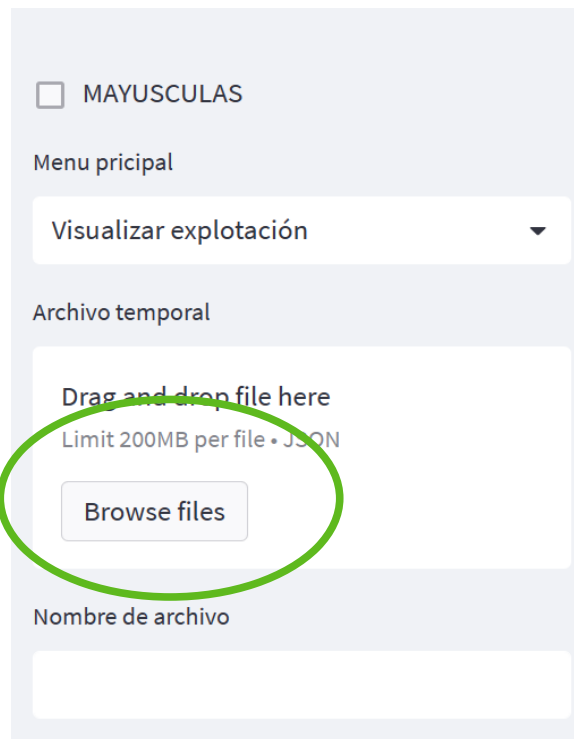 MAYUSCULAS
Menu pricipal
Visualizar explotación
Archivo temporal
Drag and drop file here
Limit 200MB per file • JSON
Browse files
Nombre de archivo